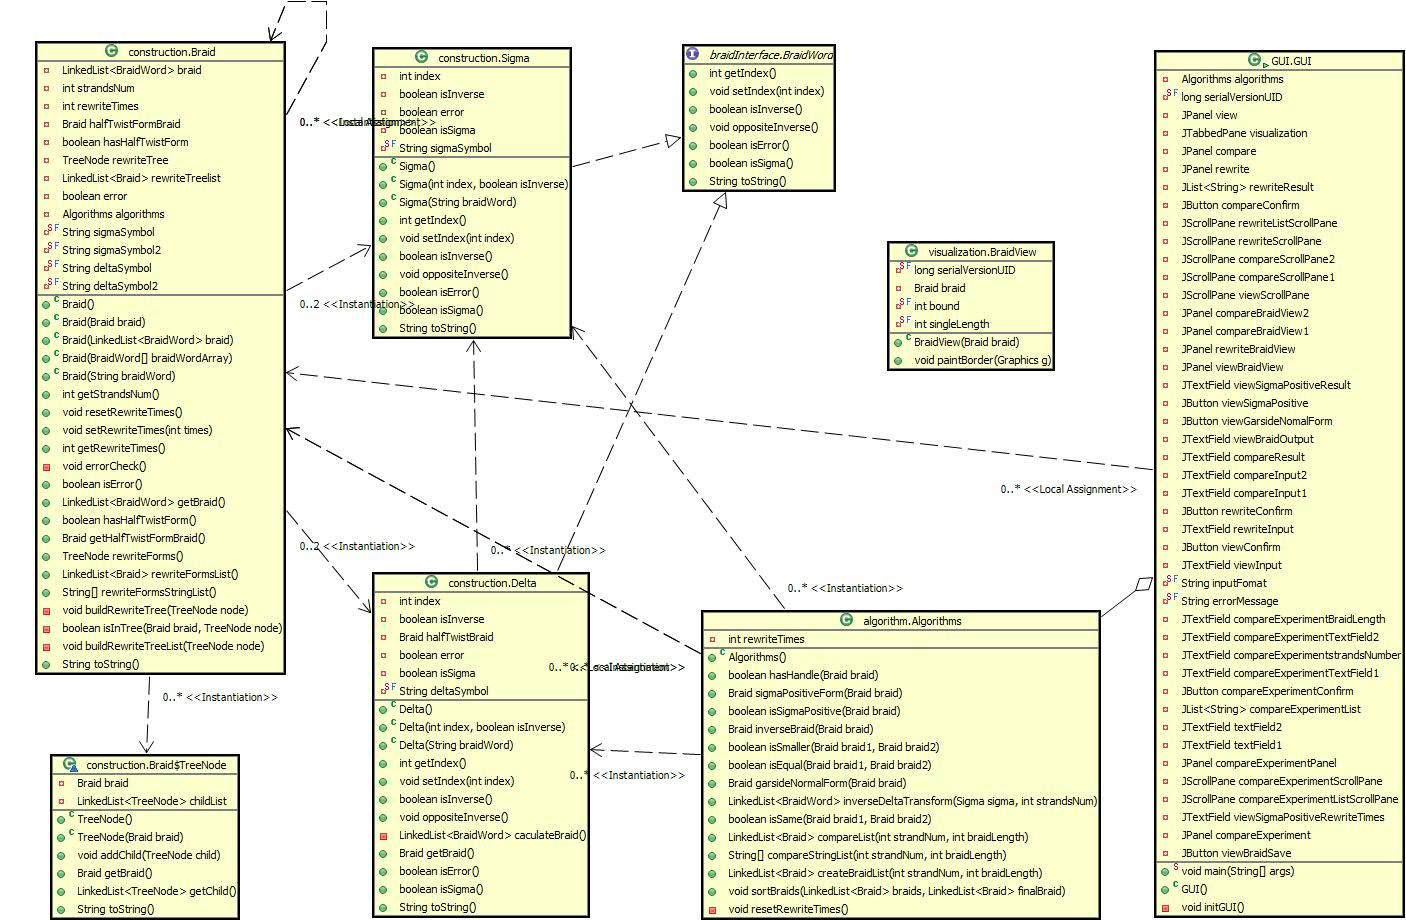 construction.Braid
LinkedList<BraidWord> braid
int strandsNum
int rewriteTimes
Braid halfTwistFormBraid
boolean hasHalfTwistForm
TreeNode rewriteTree
LinkedList<Braid> rewriteTreelist
boolean error
Algorithms algorithms
String sigmaSymbol
String sigmaSymbol2
String deltaSymbol
String deltaSymbol2
Braid()
Braid(Braid braid)
Braid(LinkedList<BraidWord> braid)
Braid(BraidWord[] braidWordArray)
Braid(String braidWord)
int getStrandsNum()
void resetRewriteTimes()
void setRewriteTimes(int times)
int getRewriteTimes()
void errorCheck()
boolean isError()
LinkedList<BraidWord> getBraid()
boolean hasHalfTwistForm()
Braid getHalfTwistFormBraid()
TreeNode rewriteForms()
LinkedList<Braid> rewriteFormsList()
String[] rewriteFormsStringList()
void buildRewriteTree(TreeNode node)
boolean isInTree(Braid braid, TreeNode node)
void buildRewriteTreeList(TreeNode node)
String toString()
0..*
0..2 <<Instantiation>>
0..2 <<Instantiation>>
0..* <<Instantiation>>
construction.Braid$TreeNode
Braid braid
LinkedList<TreeNode> childList
TreeNode()
TreeNode(Braid braid)
void addChild(TreeNode child)
Braid getBraid()
LinkedList<TreeNode> getChild()
String toString()
construction.Sigma
int index
boolean isInverse
boolean error
boolean isSigma
String sigmaSymbol
Sigma()
Sigma(int index, boolean isInverse)
Sigma(String braidWord)
int getIndex()
void setIndex(int index)
boolean isInverse()
void oppositeInverse()
boolean isError()
boolean isSigma()
String toString()
0..* <<Instantiation>>
construction.Delta
int index
boolean isInverse
Braid halfTwistBraid
boolean error
boolean isSigma
String deltaSymbol
Delta()
Delta(int index, boolean isInverse)
Delta(String braidWord)
int getIndex()
void setIndex(int index)
boolean isInverse()
void oppositeInverse()
LinkedList<BraidWord> caculateBraid()
Braid getBraid()
boolean isError()
boolean isSigma()
String toString()
braidInterface.BraidWord
int getIndex()
void setIndex(int index)
boolean isInverse()
void oppositeInverse()
boolean isError()
boolean isSigma()
String toString()
visualization.BraidView
long serialVersionUID
Braid braid
int bound
int singleLength
BraidView(Braid braid)
void paintBorder(Graphics g)
0..* <<Local Assignment>>
0..* <<Instantiation>>
0..*
0..* <<Instantiation>>
algorithm.Algorithms
int rewriteTimes
Algorithms()
boolean hasHandle(Braid braid)
Braid sigmaPositiveForm(Braid braid)
boolean isSigmaPositive(Braid braid)
Braid inverseBraid(Braid braid)
boolean isSmaller(Braid braid1, Braid braid2)
boolean isEqual(Braid braid1, Braid braid2)
Braid garsideNormalForm(Braid braid)
LinkedList<BraidWord> inverseDeltaTransform(Sigma sigma, int strandsNum)
boolean isSame(Braid braid1, Braid braid2)
LinkedList<Braid> compareList(int strandNum, int braidLength)
String[] compareStringList(int strandNum, int braidLength)
LinkedList<Braid> createBraidList(int strandNum, int braidLength)
void sortBraids(LinkedList<Braid> braids, LinkedList<Braid> finalBraid)
void resetRewriteTimes()
GUI.GUI
Algorithms algorithms
long serialVersionUID
JPanel view
JTabbedPane visualization
JPanel compare
JPanel rewrite
JList<String> rewriteResult
JButton compareConfirm
JScrollPane rewriteListScrollPane
JScrollPane rewriteScrollPane
JScrollPane compareScrollPane2
JScrollPane compareScrollPane1
JScrollPane viewScrollPane
JPanel compareBraidView2
JPanel compareBraidView1
JPanel rewriteBraidView
JPanel viewBraidView
JTextField viewSigmaPositiveResult
JButton viewSigmaPositive
JButton viewGarsideNomalForm
JTextField viewBraidOutput
JTextField compareResult
JTextField compareInput2
JTextField compareInput1
JButton rewriteConfirm
JTextField rewriteInput
JButton viewConfirm
JTextField viewInput
String inputFomat
String errorMessage
JTextField compareExperimentBraidLength
JTextField compareExperimentTextField2
JTextField compareExperimentstrandsNumber
JTextField compareExperimentTextField1
JButton compareExperimentConfirm
JList<String> compareExperimentList
JTextField textField2
JTextField textField1
JPanel compareExperimentPanel
JScrollPane compareExperimentScrollPane
JScrollPane compareExperimentListScrollPane
JTextField viewSigmaPositiveRewriteTimes
JPanel compareExperiment
JButton viewBraidSave
void main(String[] args)
GUI()
void initGUI()